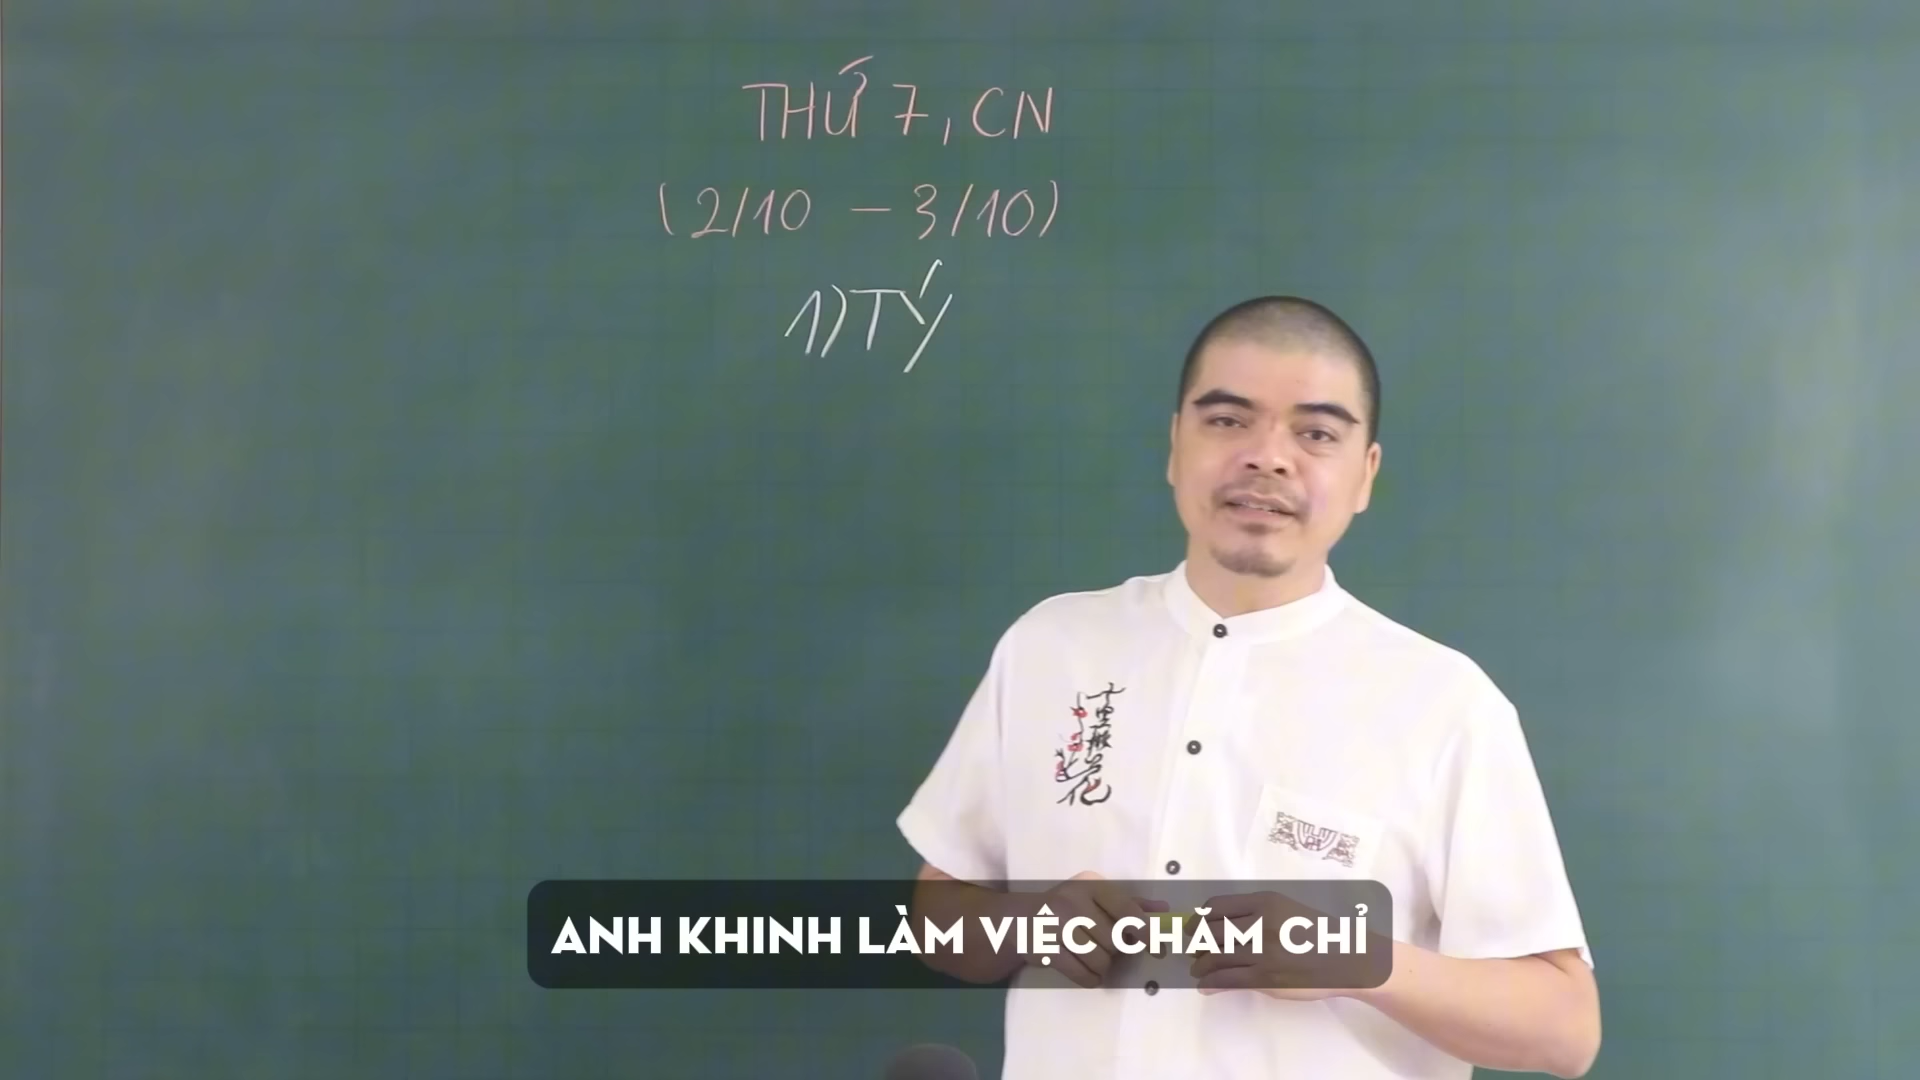 THỨ 7, CN
(2/10 – 3/10)
1) TÝ
ANH KHINH LÀM VIỆC CHĂM CHỈ